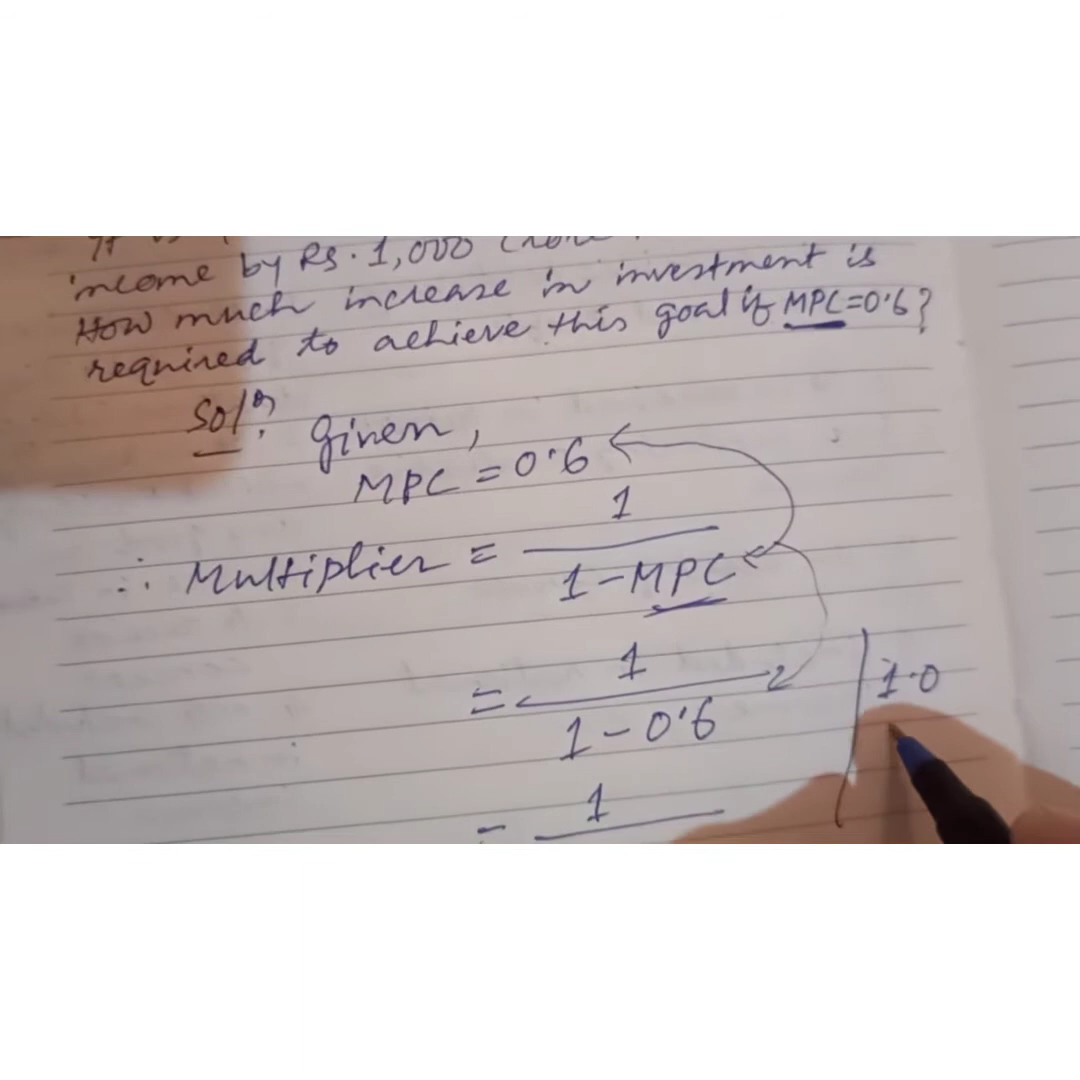 income by Rs. 1,000
How much increase in investment is
required to achieve this goal if MPC=0.6?
Solⁿ. Given,
MPC = 0.6
∴ Multiplier = 1
1-MPC
= 1
1-0.6
1.0
= 1